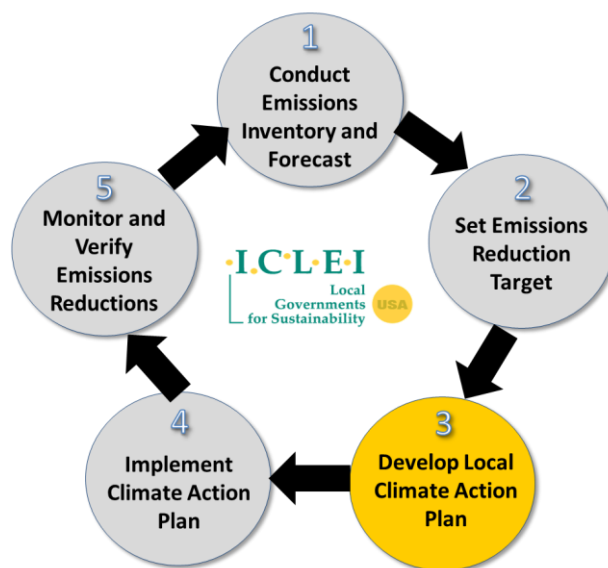 1
Conduct
Emissions
Inventory and
Forecast
2
Set Emissions
Reduction
Target
3
Develop Local
Climate Action
Plan
4
Implement
Climate Action
Plan
5
Monitor and
Verify
Emissions
Reductions
·I·C·L·E·I
Local
Governments
for Sustainability
USA